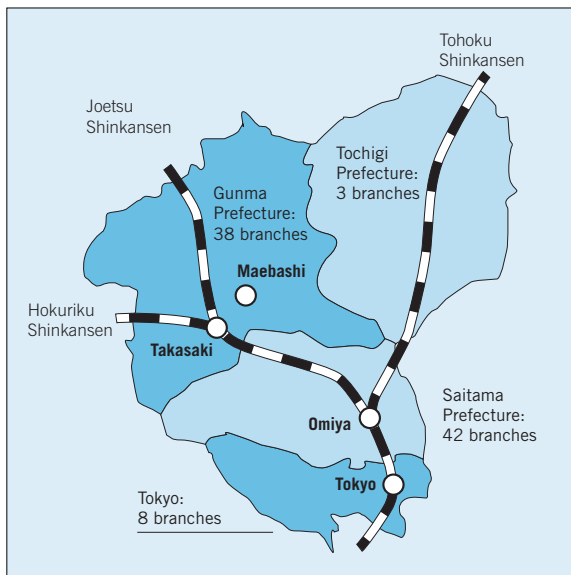 Tohoku
Shinkansen
Joetsu
Shinkansen
Tochigi
Prefecture:
3 branches
Gunma
Prefecture:
38 branches
Maebashi
Hokuriku
Shinkansen
Takasaki
Saitama
Prefecture:
42 branches
Omiya
Tokyo
Tokyo:
8 branches